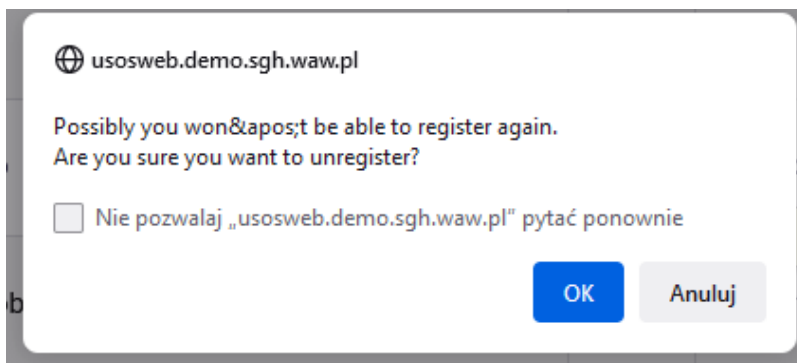 usosweb.demo.sgh.waw.pl
Possibly you won&apos;t be able to register again.
Are you sure you want to unregister?
Nie pozwalaj „usosweb.demo.sgh.waw.pl” pytać ponownie
OK Anuluj
ob